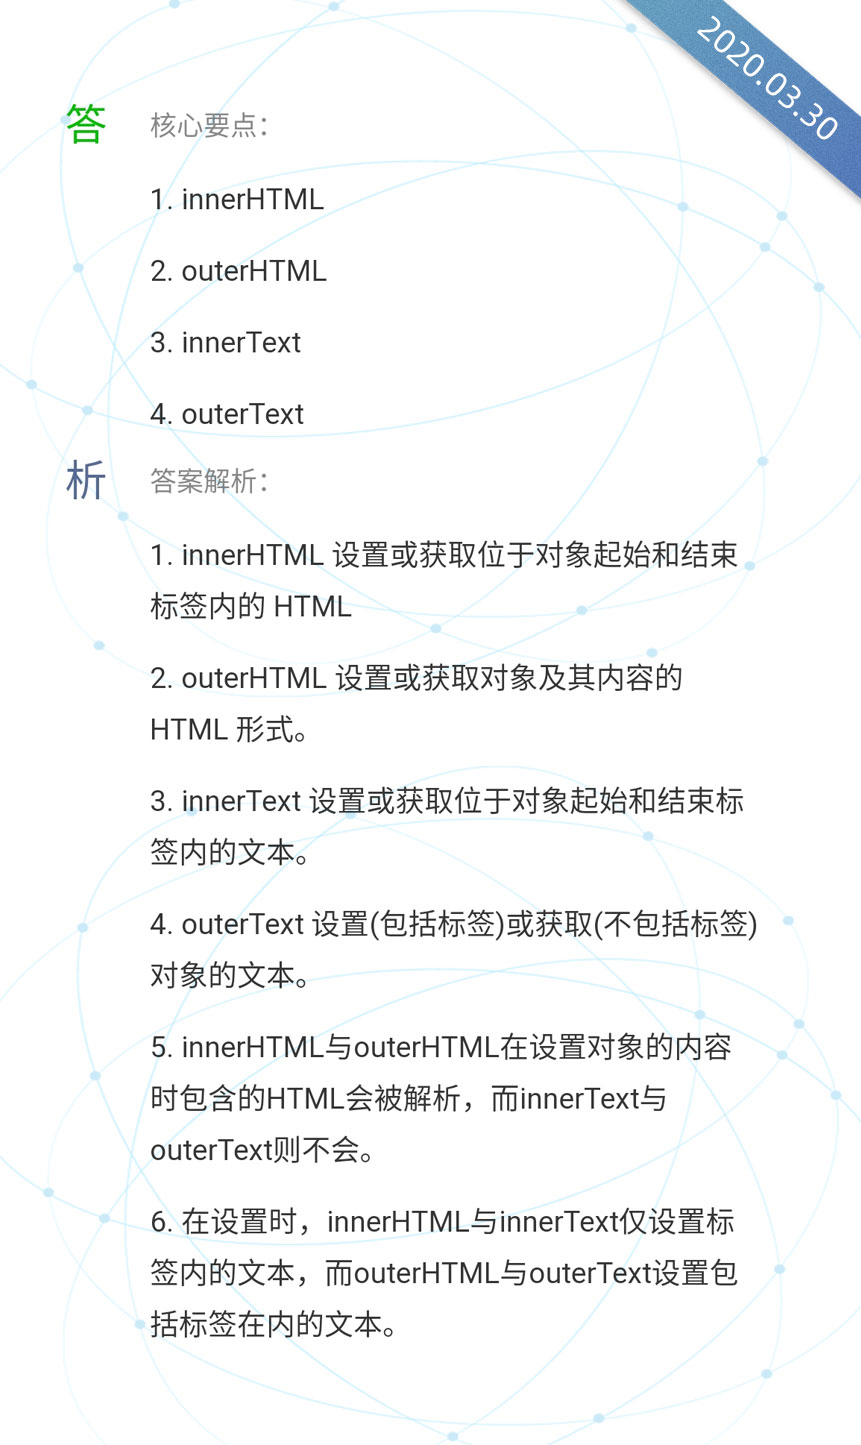 2020.03.30
答 核心要点：
1. innerHTML
2. outerHTML
3. innerText
4. outerText
析 答案解析：
1. innerHTML 设置或获取位于对象起始和结束
标签内的 HTML
2. outerHTML 设置或获取对象及其内容的
HTML 形式。
3. innerText 设置或获取位于对象起始和结束标
签内的文本。
4. outerText 设置(包括标签)或获取(不包括标签)
对象的文本。
5. innerHTML与outerHTML在设置对象的内容
时包含的HTML会被解析，而innerText与
outerText则不会。
6. 在设置时，innerHTML与innerText仅设置标
签内的文本，而outerHTML与outerText设置包
括标签在内的文本。